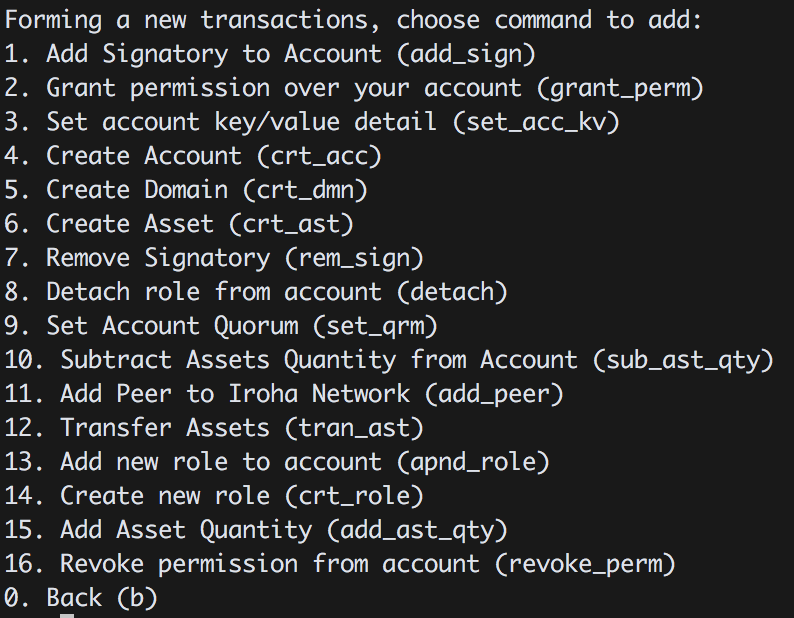 Forming a new transactions, choose command to add:
1. Add Signatory to Account (add_sign)
2. Grant permission over your account (grant_perm)
3. Set account key/value detail (set_acc_kv)
4. Create Account (crt_acc)
5. Create Domain (crt_dmn)
6. Create Asset (crt_ast)
7. Remove Signatory (rem_sign)
8. Detach role from account (detach)
9. Set Account Quorum (set_qrm)
10. Subtract Assets Quantity from Account (sub_ast_qty)
11. Add Peer to Iroha Network (add_peer)
12. Transfer Assets (tran_ast)
13. Add new role to account (apnd_role)
14. Create new role (crt_role)
15. Add Asset Quantity (add_ast_qty)
16. Revoke permission from account (revoke_perm)
0. Back (b)